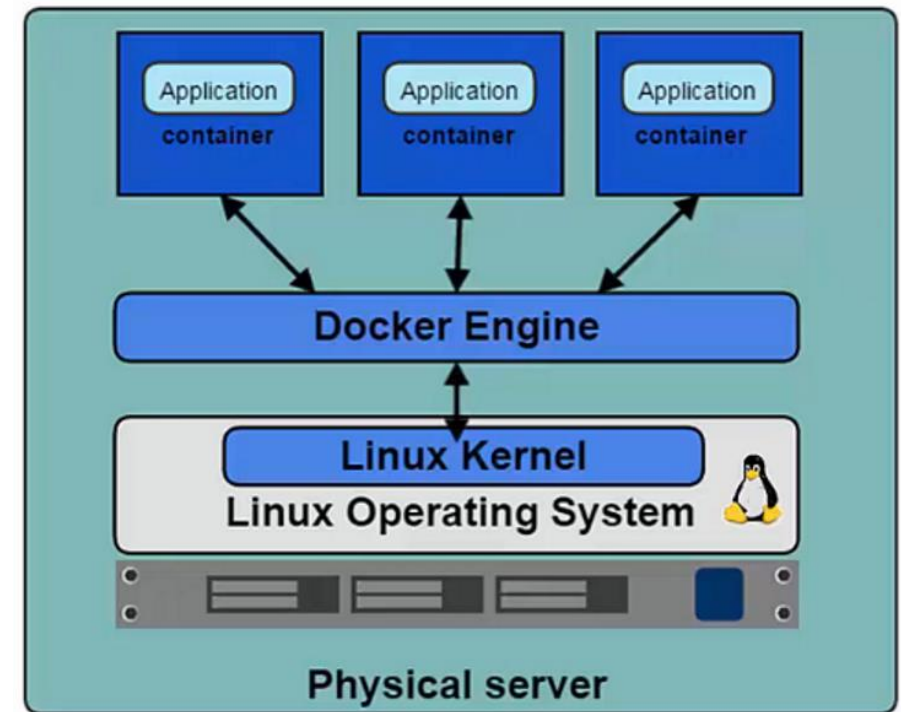 Application
container
Application
container
Application
container
Docker Engine
Linux Kernel
Linux Operating System
Physical server